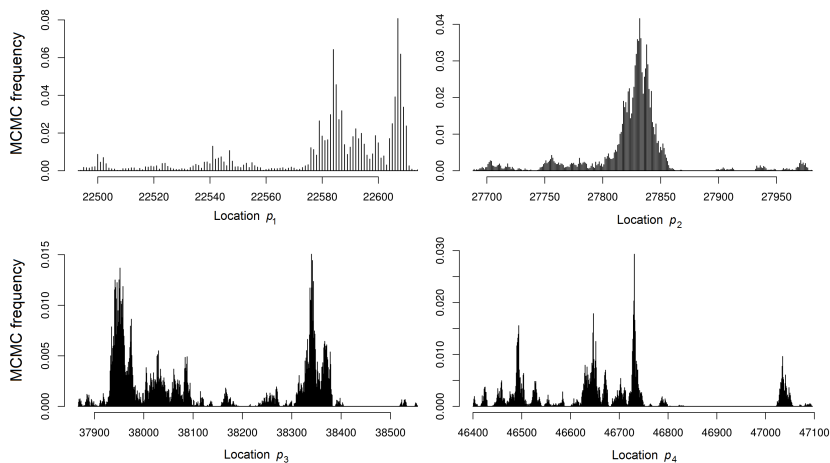 MCMC frequency
0.00 0.02 0.04 0.06 0.08
22500 22520 22540 22560 22580 22600
Location p1
0.00 0.01 0.02 0.03 0.04
27700 27750 27800 27850 27900 27950
Location p2
MCMC frequency
0.000 0.005 0.010 0.015
37900 38000 38100 38200 38300 38400 38500
Location p3
0.000 0.010 0.020 0.030
46400 46500 46600 46700 46800 46900 47000 47100
Location p4